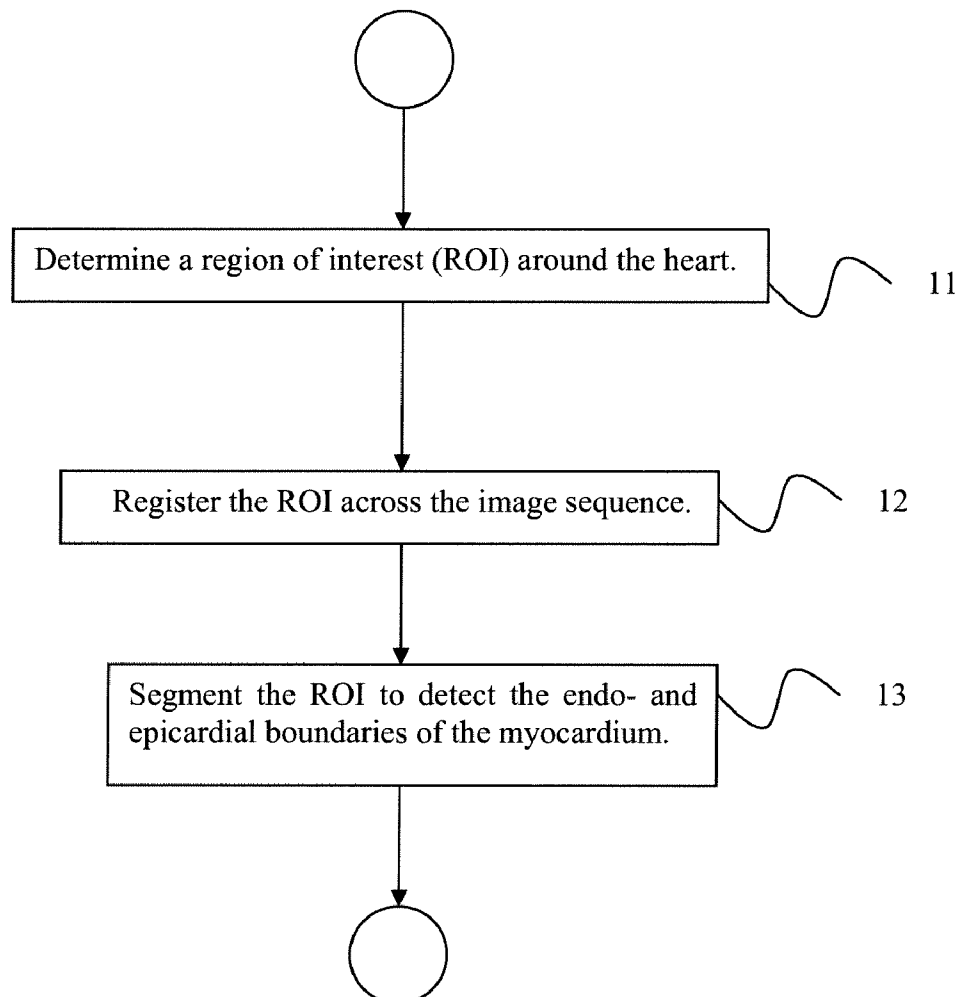 Determine a region of interest (ROI) around the heart.
11
Register the ROI across the image sequence.
12
Segment the ROI to detect the endo- and
epicardial boundaries of the myocardium.
13